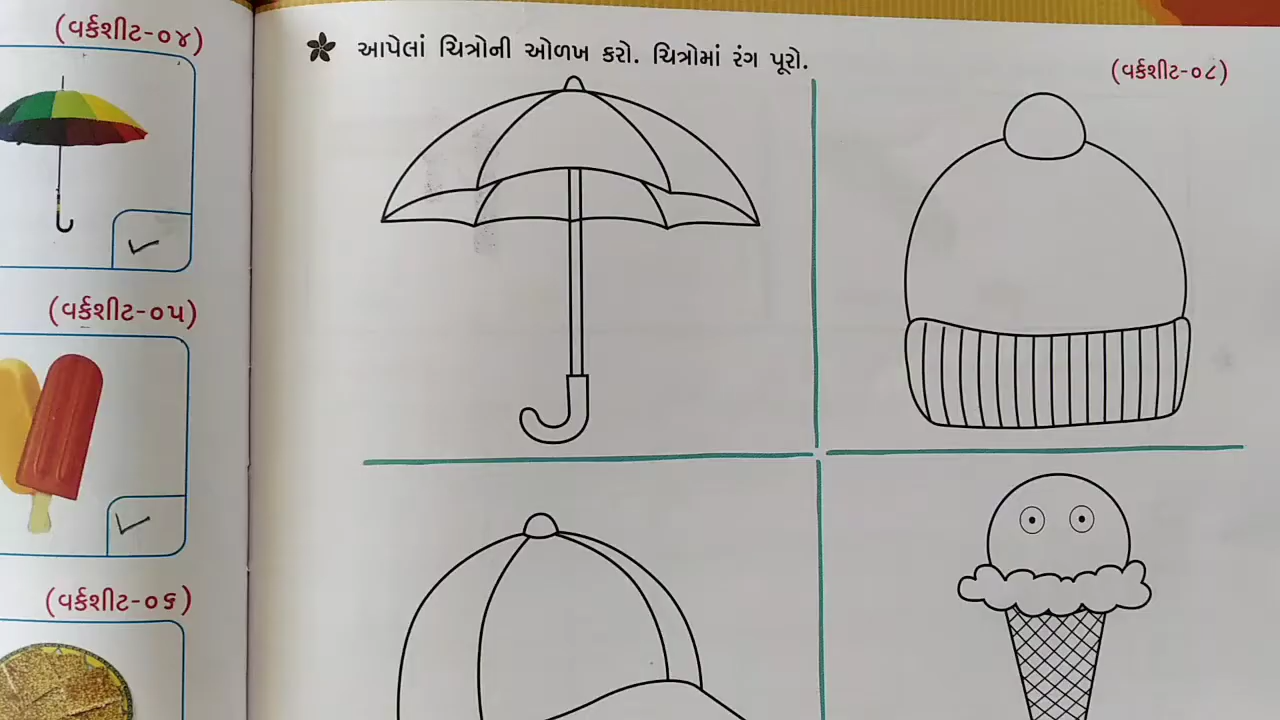 (વર્કશીટ-૦૪)
(વર્કશીટ-૦૫)
(વર્કશીટ-૦૬)
આપેલાં ચિત્રોની ઓળખ કરો. ચિત્રોમાં રંગ પૂરો.
(વર્કશીટ-૦૮)